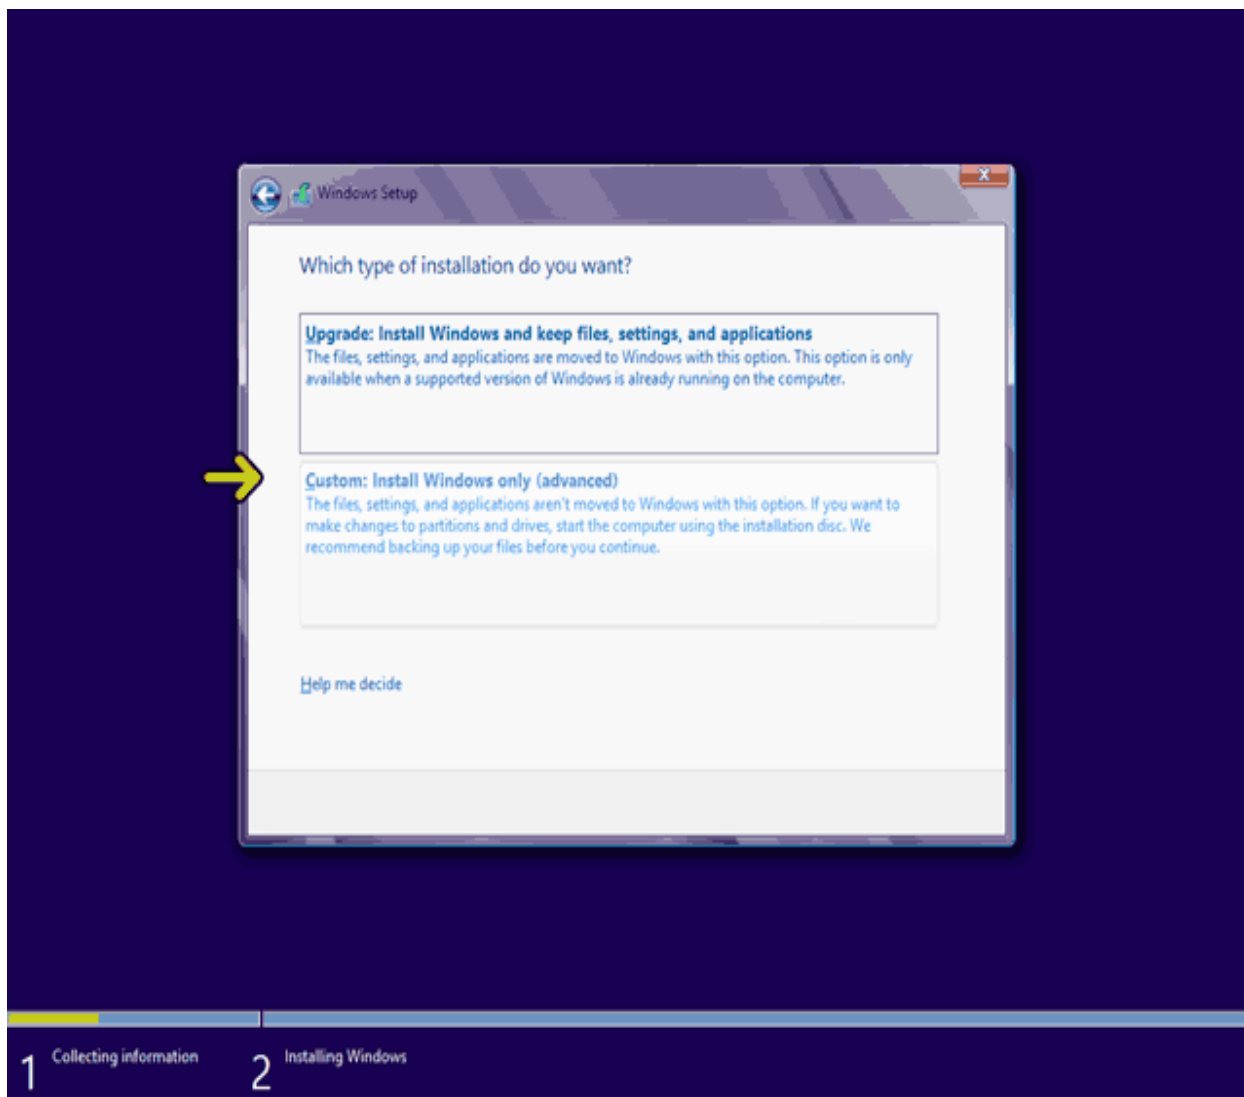 Windows Setup
X
Which type of installation do you want?
Upgrade: Install Windows and keep files, settings, and applications
The files, settings, and applications are moved to Windows with this option. This option is only
available when a supported version of Windows is already running on the computer.
Custom: Install Windows only (advanced)
The files, settings, and applications aren't moved to Windows with this option. If you want to
make changes to partitions and drives, start the computer using the installation disc. We
recommend backing up your files before you continue.
Help me decide
1 Collecting information
2 Installing Windows